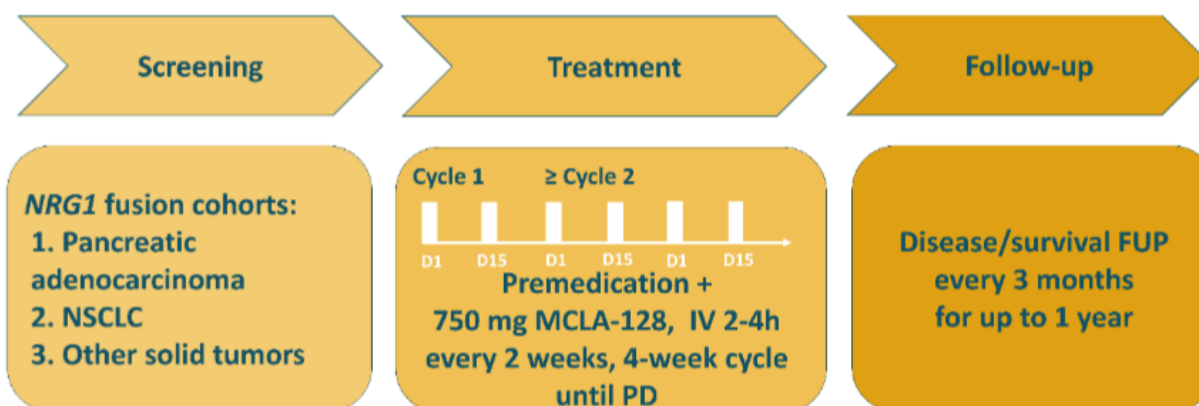 Screening
Treatment
Follow-up
NRG1 fusion cohorts:
1. Pancreatic
adenocarcinoma
2. NSCLC
3. Other solid tumors
Cycle 1 ≥ Cycle 2
D1 D15 D1 D15 D1 D15
Premedication +
750 mg MCLA-128, IV 2-4h
every 2 weeks, 4-week cycle
until PD
Disease/survival FUP
every 3 months
for up to 1 year